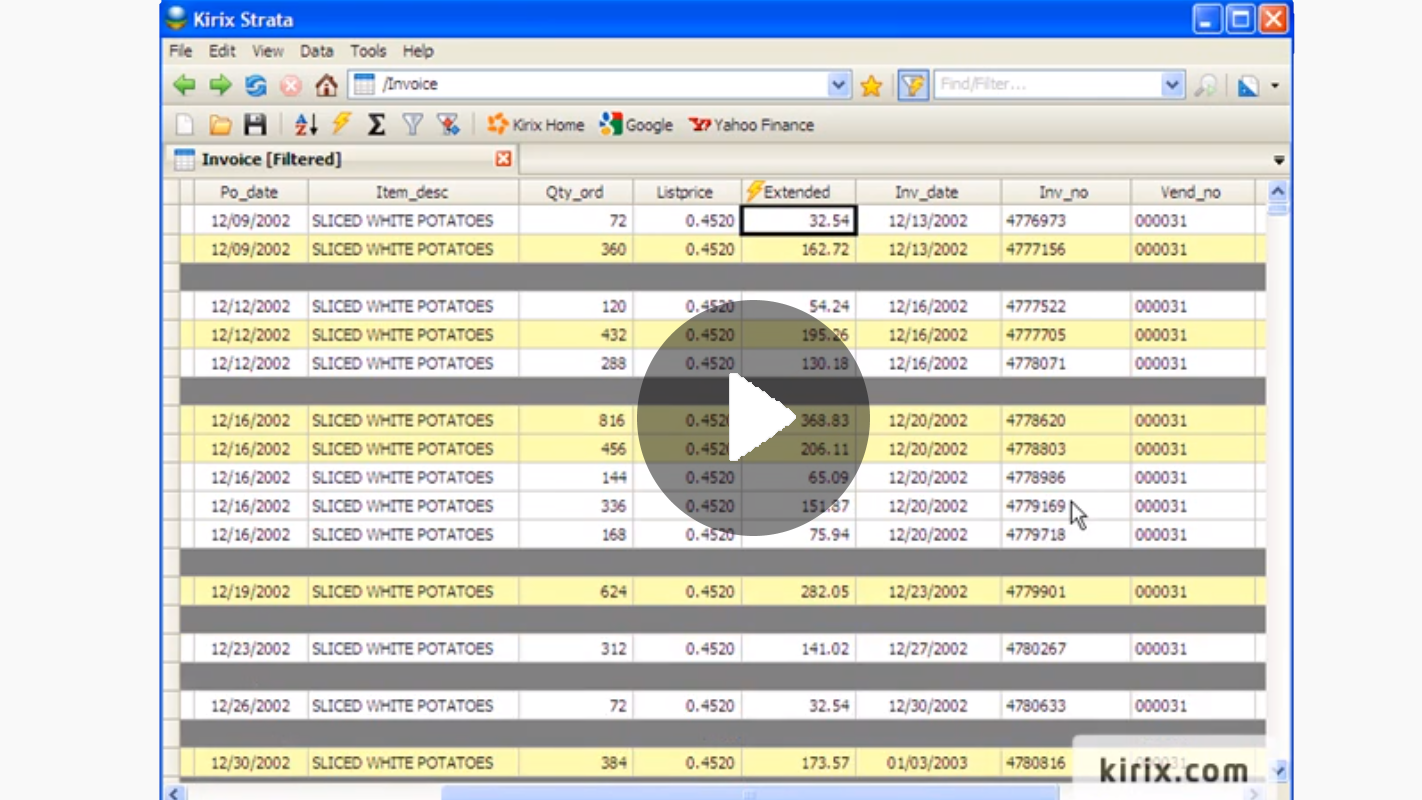 Kirix Strata
File Edit View Data Tools Help
/Invoice Find/Filter...
Kirix Home Google Yahoo Finance
Invoice [Filtered]
Po_date Item_desc Qty_ord Listprice Extended Inv_date Inv_no Vend_no
12/09/2002 SLICED WHITE POTATOES 72 0.4520 32.54 12/13/2002 4776973 000031
12/09/2002 SLICED WHITE POTATOES 360 0.4520 162.72 12/13/2002 4777156 000031
12/12/2002 SLICED WHITE POTATOES 120 0.4520 54.24 12/16/2002 4777522 000031
12/12/2002 SLICED WHITE POTATOES 432 0.4520 195.26 12/16/2002 4777705 000031
12/12/2002 SLICED WHITE POTATOES 288 0.4520 130.18 12/16/2002 4778071 000031
12/16/2002 SLICED WHITE POTATOES 816 0.4520 368.83 12/20/2002 4778620 000031
12/16/2002 SLICED WHITE POTATOES 456 0.4520 206.11 12/20/2002 4778803 000031
12/16/2002 SLICED WHITE POTATOES 144 0.4520 65.09 12/20/2002 4778986 000031
12/16/2002 SLICED WHITE POTATOES 336 0.4520 151.87 12/20/2002 4779169 000031
12/16/2002 SLICED WHITE POTATOES 168 0.4520 75.94 12/20/2002 4779718 000031
12/19/2002 SLICED WHITE POTATOES 624 0.4520 282.05 12/23/2002 4779901 000031
12/23/2002 SLICED WHITE POTATOES 312 0.4520 141.02 12/27/2002 4780267 000031
12/26/2002 SLICED WHITE POTATOES 72 0.4520 32.54 12/30/2002 4780633 000031
12/30/2002 SLICED WHITE POTATOES 384 0.4520 173.57 01/03/2003 4780816
kirix.com